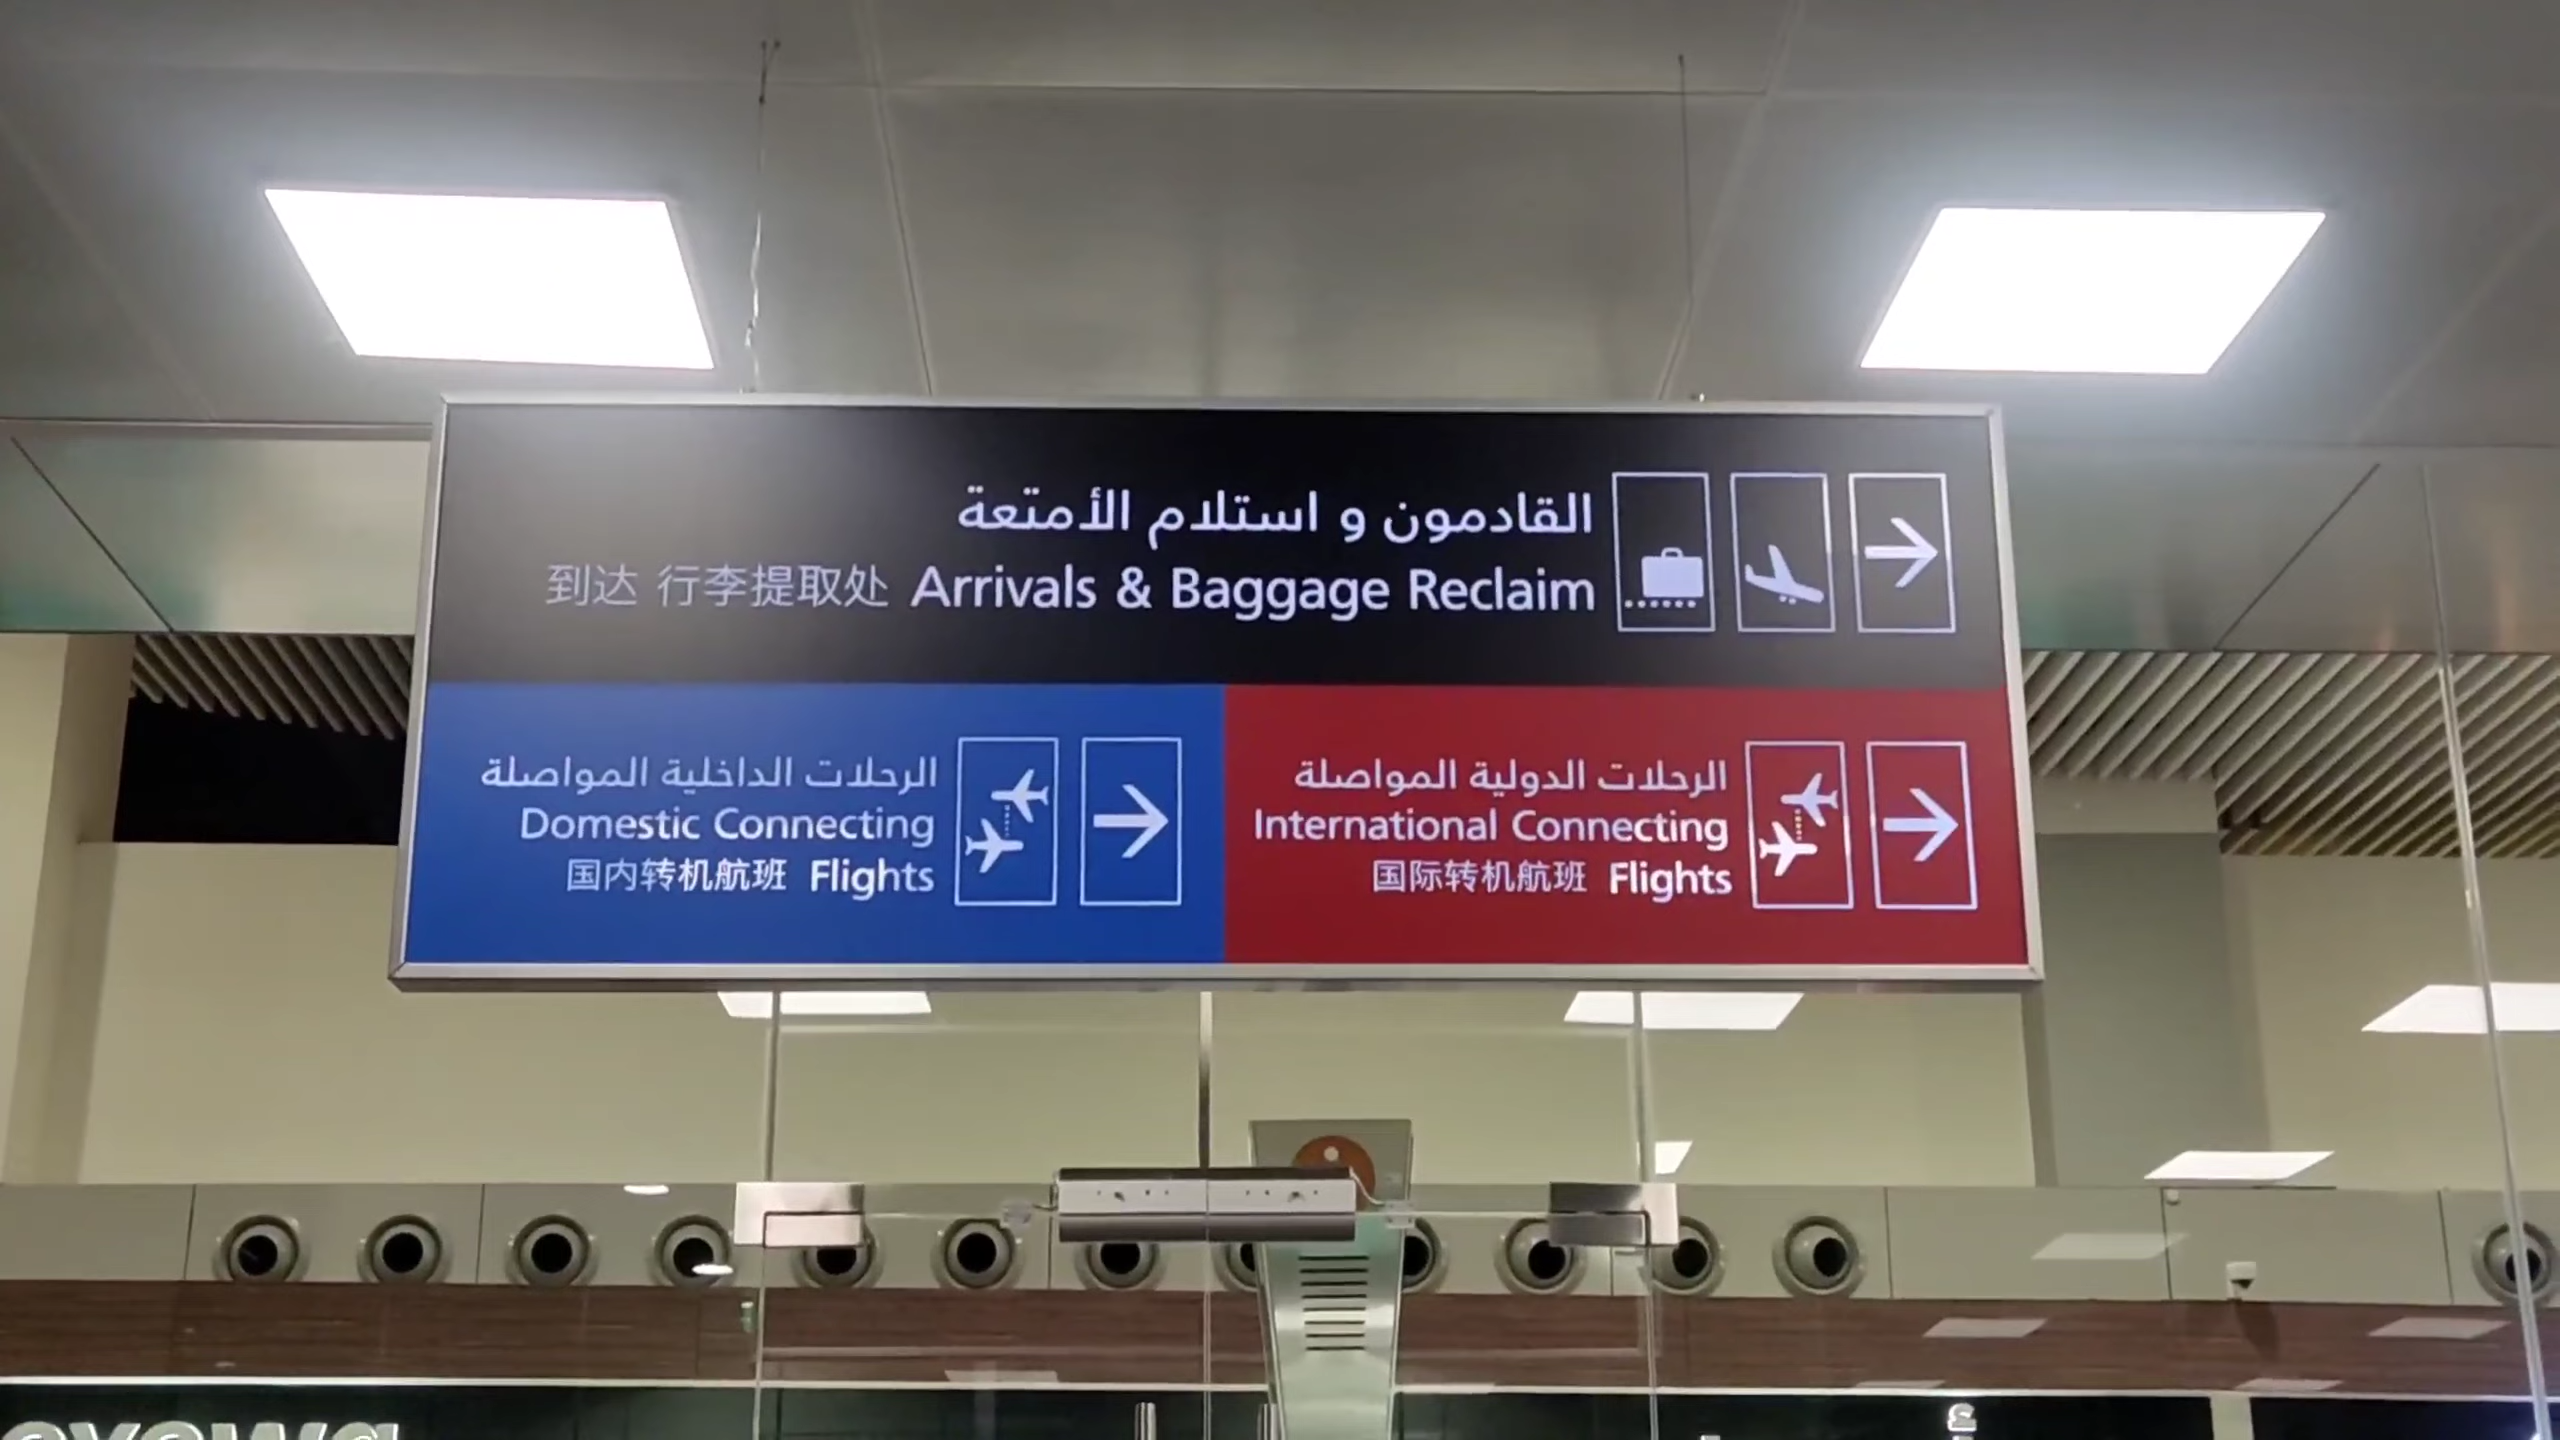 القادمون و استلام الأمتعة
到达 行李提取处 Arrivals & Baggage Reclaim
الرحلات الداخلية المواصلة
Domestic Connecting
国内转机航班 Flights
الرحلات الدولية المواصلة
International Connecting
国际转机航班 Flights